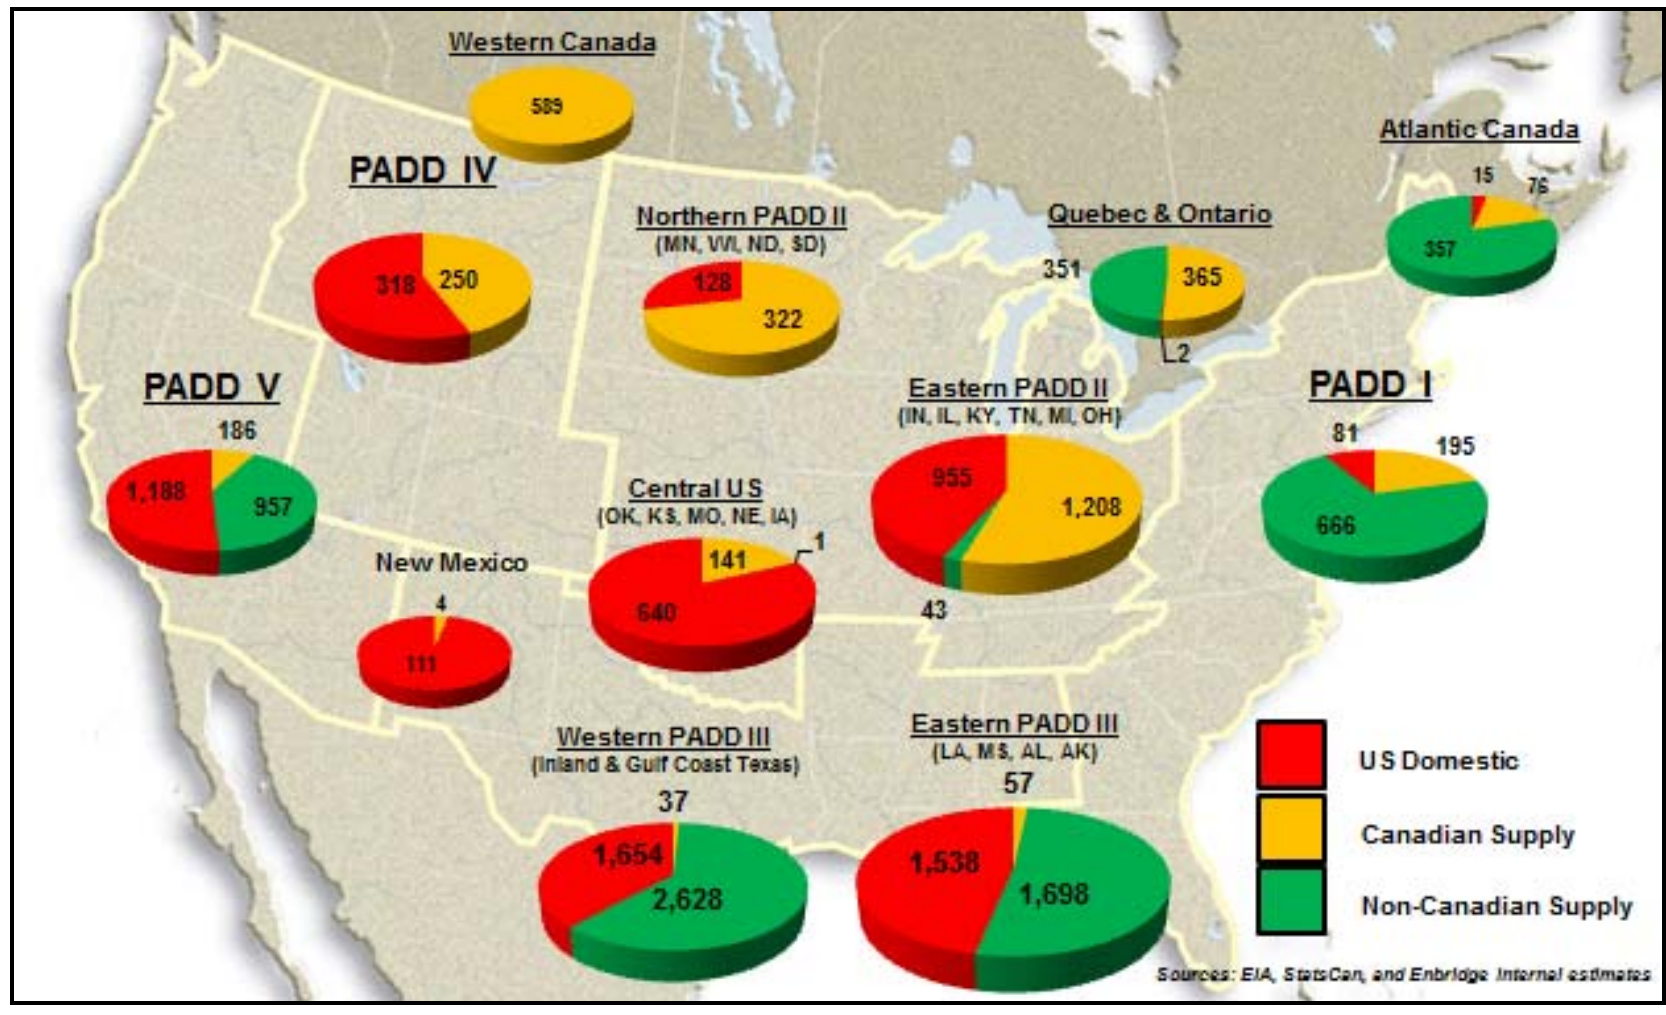 Western Canada
589
Atlantic Canada
15
76
357
PADD IV
318
250
Northern PADD II
(MN, WI, ND, SD)
128
322
Quebec & Ontario
351
365
2
PADD V
186
1,188
957
Eastern PADD II
(IN, IL, KY, TN, MI, OH)
955
1,208
43
PADD I
81
195
666
Central US
(OK, KS, MO, NE, IA)
141
1
640
New Mexico
4
111
Western PADD III
(Inland & Gulf Coast Texas)
37
1,654
2,628
Eastern PADD III
(LA, MS, AL, AK)
57
1,538
1,698
US Domestic
Canadian Supply
Non-Canadian Supply
Sources: EIA, StatsCan, and Enbridge internal estimates